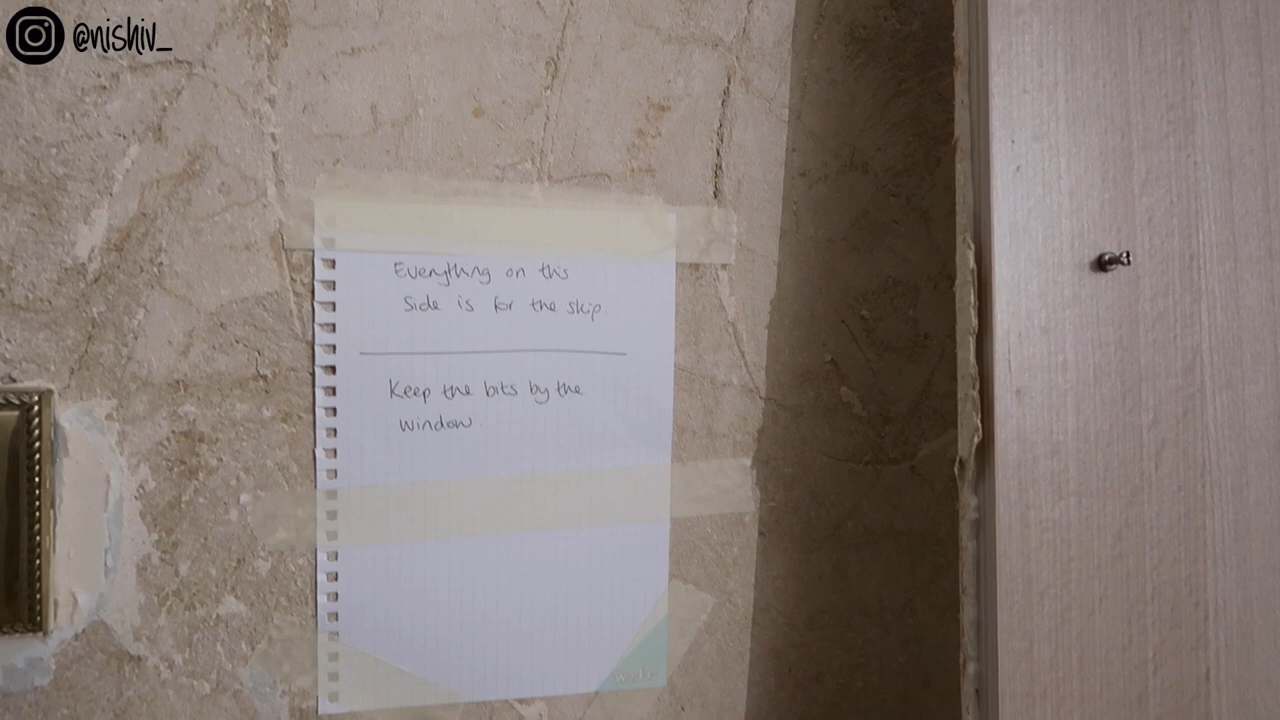 @nishiv_
Everything on this
side is for the skip.
Keep the bits by the
window.